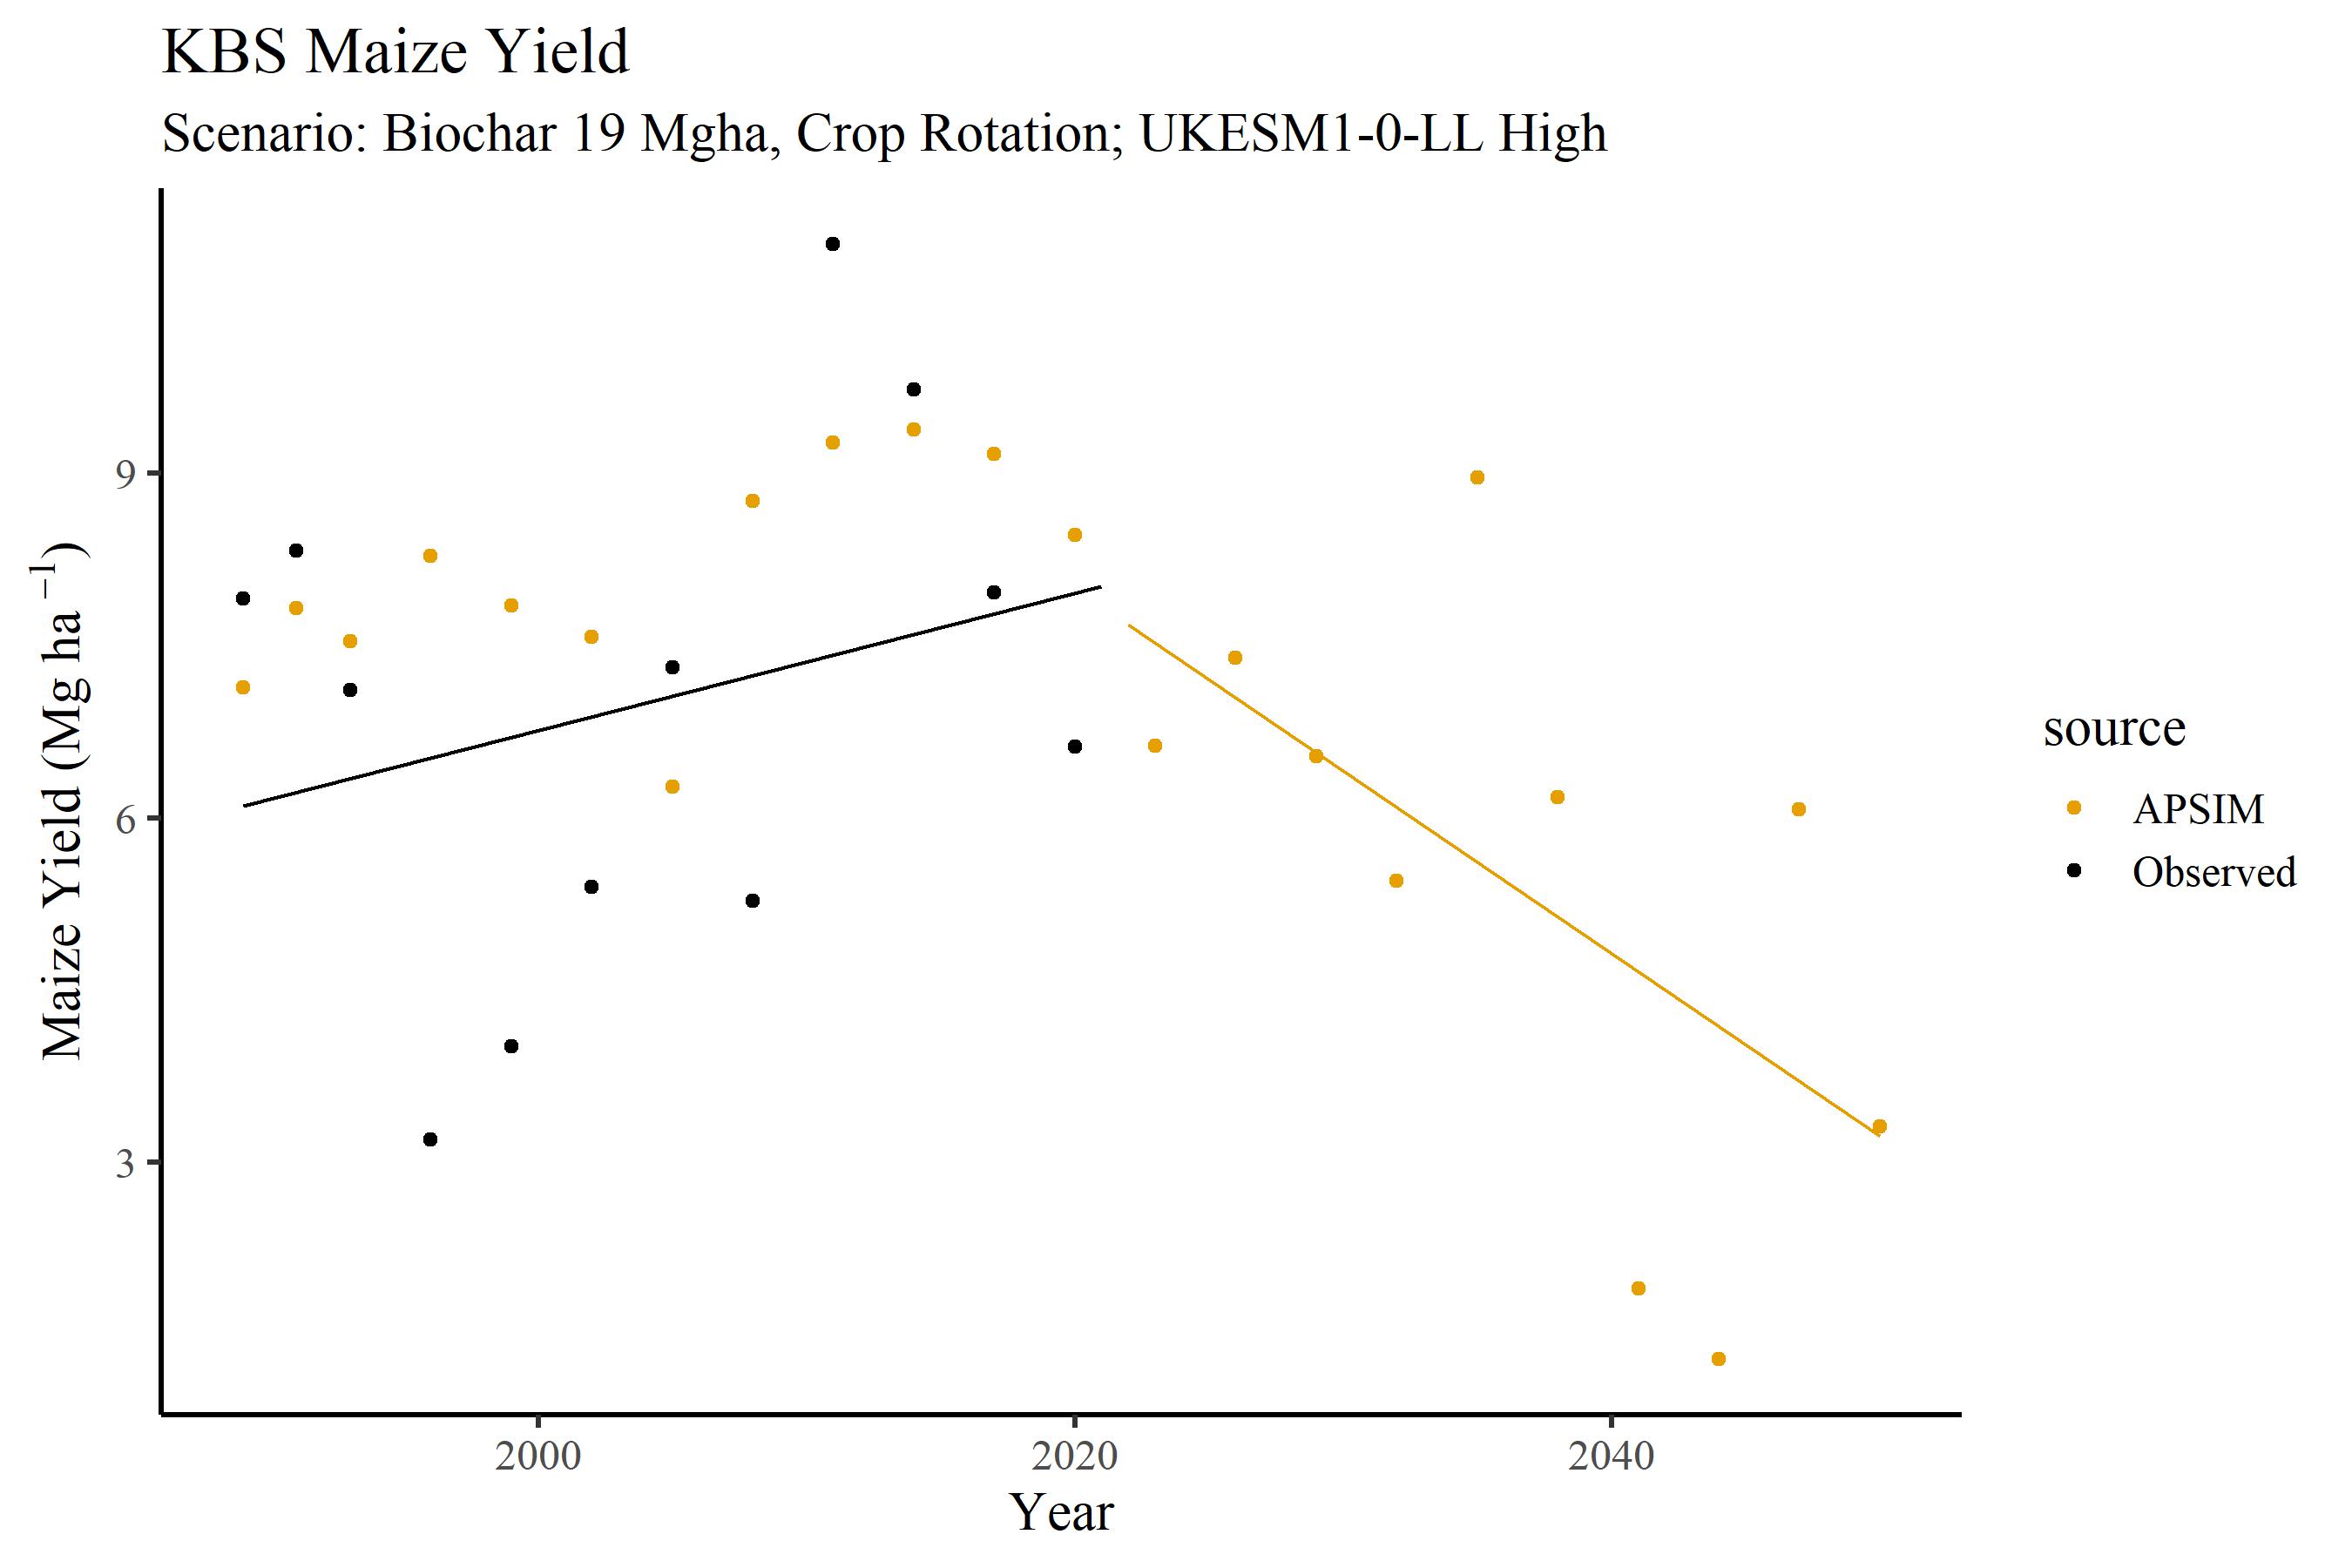 KBS Maize Yield
Scenario: Biochar 19 Mgha, Crop Rotation; UKESM1-0-LL High
Maize Yield (Mg ha⁻¹)
9
6
3
2000
2020
2040
Year
source
APSIM
Observed